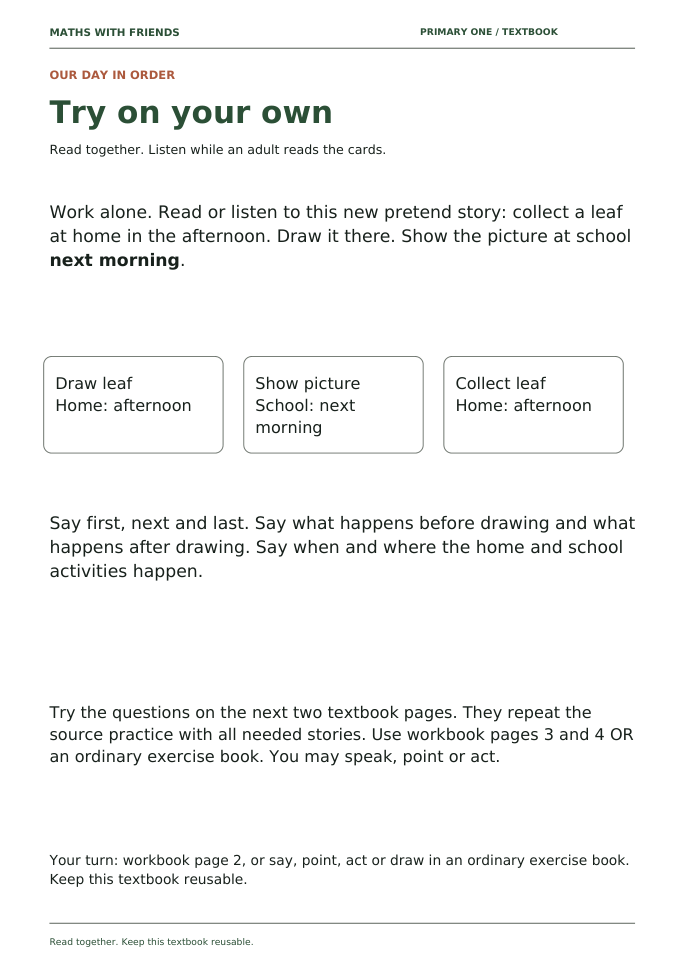 MATHS WITH FRIENDS
PRIMARY ONE / TEXTBOOK
OUR DAY IN ORDER
Try on your own
Read together. Listen while an adult reads the cards.
Work alone. Read or listen to this new pretend story: collect a leaf
at home in the afternoon. Draw it there. Show the picture at school
next morning.
Draw leaf
Home: afternoon
Show picture
School: next
morning
Collect leaf
Home: afternoon
Say first, next and last. Say what happens before drawing and what
happens after drawing. Say when and where the home and school
activities happen.
Try the questions on the next two textbook pages. They repeat the
source practice with all needed stories. Use workbook pages 3 and 4 OR
an ordinary exercise book. You may speak, point or act.
Your turn: workbook page 2, or say, point, act or draw in an ordinary exercise book.
Keep this textbook reusable.
Read together. Keep this textbook reusable.